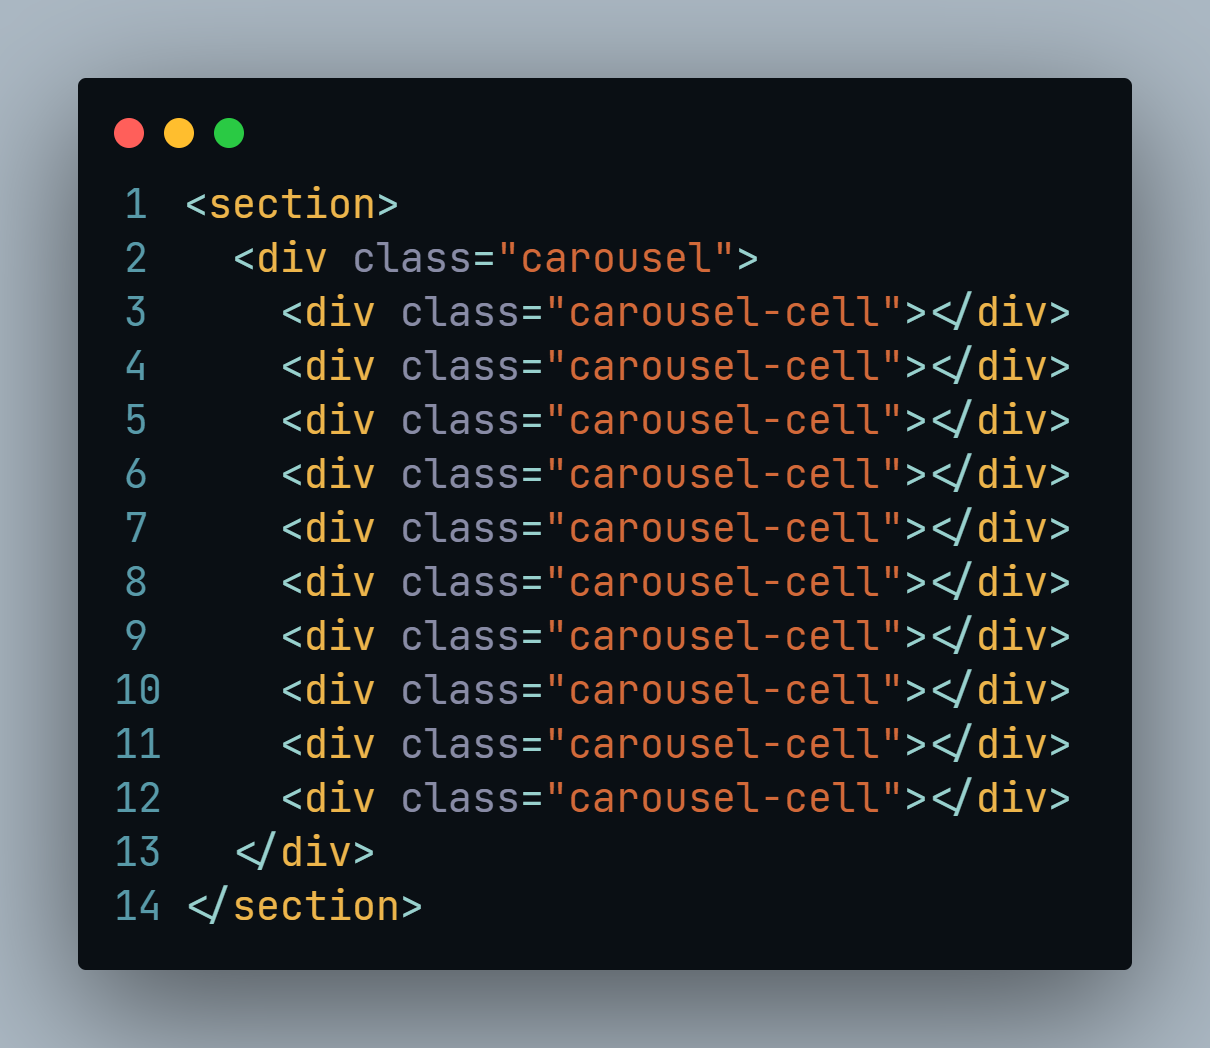 1 <section>
2   <div class="carousel">
3     <div class="carousel-cell"></div>
4     <div class="carousel-cell"></div>
5     <div class="carousel-cell"></div>
6     <div class="carousel-cell"></div>
7     <div class="carousel-cell"></div>
8     <div class="carousel-cell"></div>
9     <div class="carousel-cell"></div>
10     <div class="carousel-cell"></div>
11     <div class="carousel-cell"></div>
12     <div class="carousel-cell"></div>
13   </div>
14 </section>